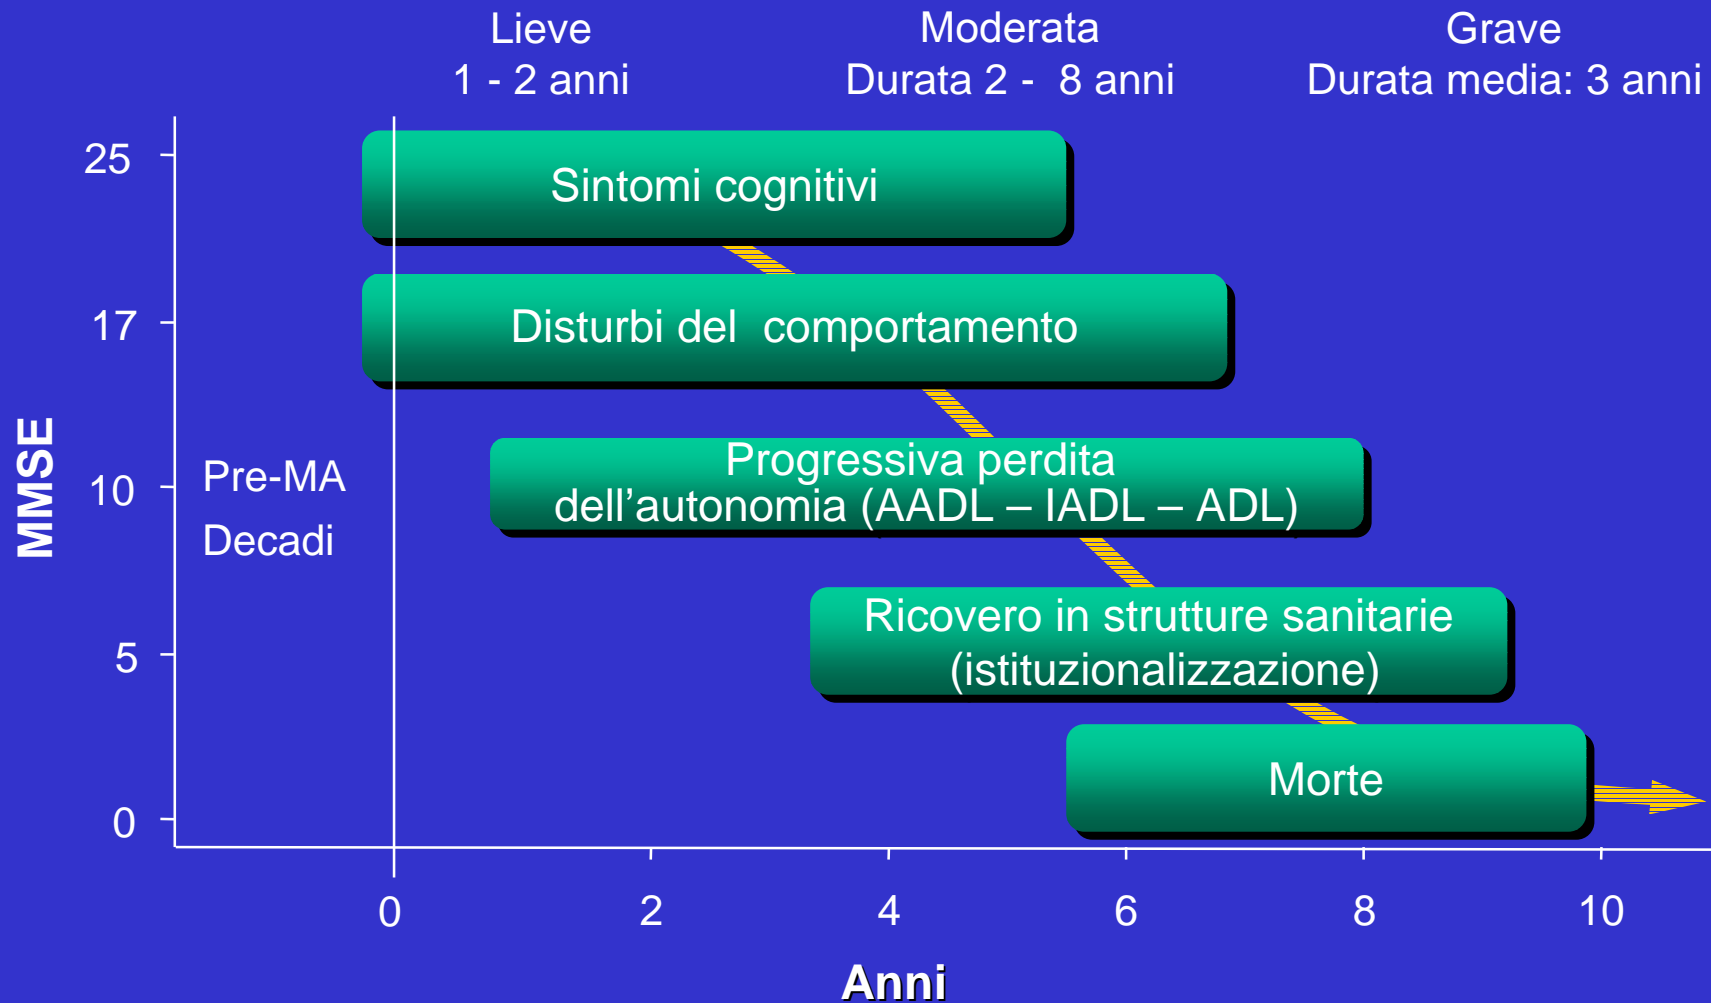 Lieve
1 - 2 anni
Moderata
Durata 2 - 8 anni
Grave
Durata media: 3 anni
25
17
10
5
0
MMSE
Pre-MA
Decadi
Sintomi cognitivi
Disturbi del comportamento
Progressiva perdita
dell’autonomia (AADL – IADL – ADL)
Ricovero in strutture sanitarie
(istituzionalizzazione)
Morte
0
2
4
6
8
10
Anni